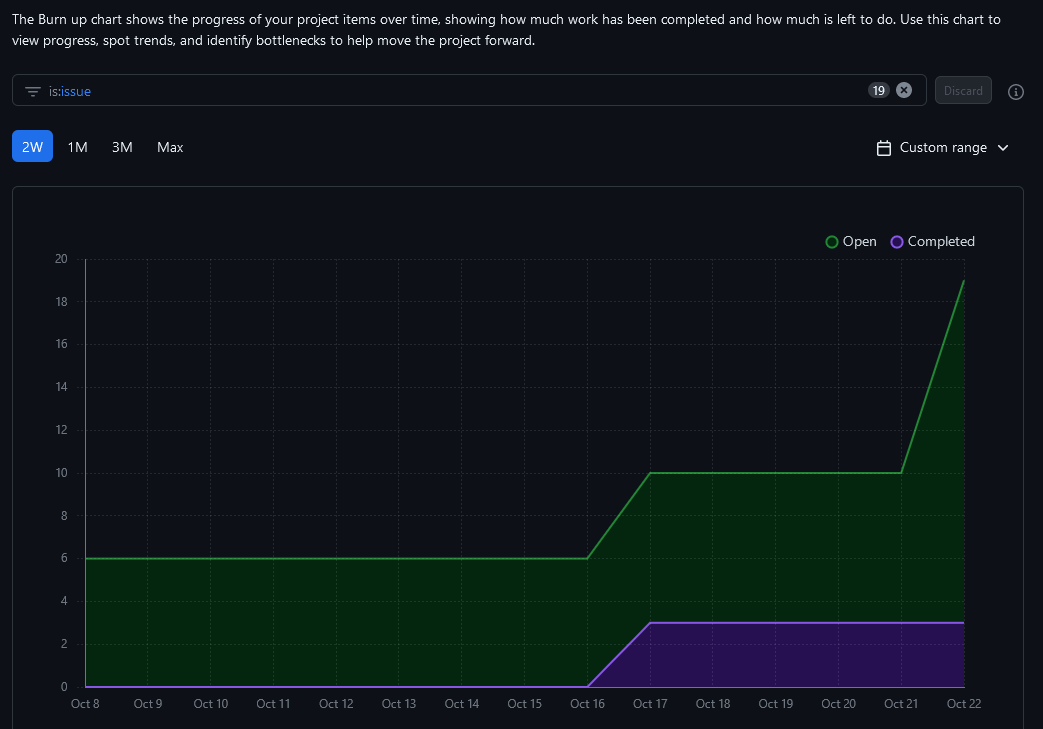 The Burn up chart shows the progress of your project items over time, showing how much work has been completed and how much is left to do. Use this chart to
view progress, spot trends, and identify bottlenecks to help move the project forward.
is:issue 19 Discard
2W 1M 3M Max Custom range
Open Completed
20
18
16
14
12
10
8
6
4
2
0
Oct 8 Oct 9 Oct 10 Oct 11 Oct 12 Oct 13 Oct 14 Oct 15 Oct 16 Oct 17 Oct 18 Oct 19 Oct 20 Oct 21 Oct 22